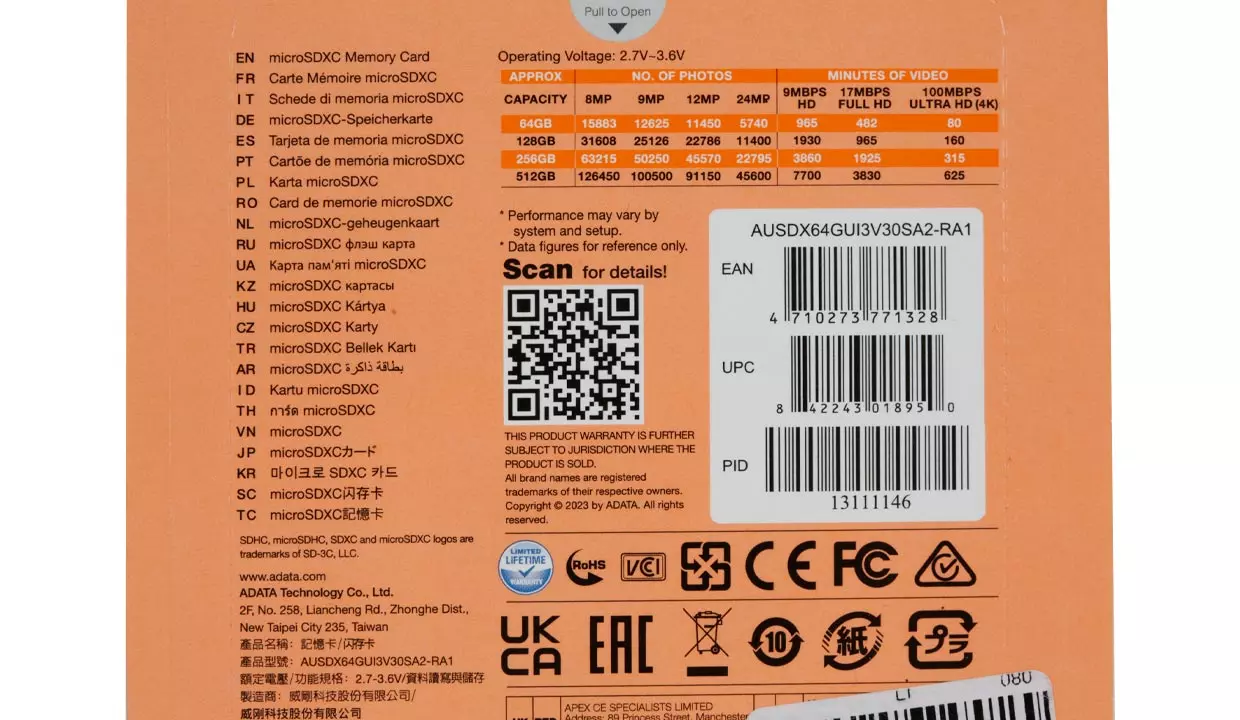 Pull to Open
EN microSDXC Memory Card
FR Carte Mémoire microSDXC
IT Schede di memoria microSDXC
DE microSDXC-Speicherkarte
ES Tarjeta de memoria microSDXC
PT Cartõe de memória microSDXC
PL Karta microSDXC
RO Card de memorie microSDXC
NL microSDXC-geheugenkaart
RU microSDXC флэш карта
UA Карта пам'яті microSDXC
KZ microSDXC картасы
HU microSDXC Kártya
CZ microSDXC Karty
TR microSDXC Bellek Kartı
AR microSDXC بطاقة ذاكرة
ID Kartu microSDXC
TH การ์ด microSDXC
VN microSDXC
JP microSDXCカード
KR 마이크로 SDXC 카드
SC microSDXC闪存卡
TC microSDXC記憶卡
SDHC, microSDHC, SDXC and microSDXC logos are
trademarks of SD-3C, LLC.
www.adata.com
ADATA Technology Co., Ltd.
2F, No. 258, Liancheng Rd., Zhonghe Dist.,
New Taipei City 235, Taiwan
產品名稱：記憶卡/闪存卡
產品型號：AUSDX64GUI3V30SA2-RA1
額定電壓/功能規格：2.7-3.6V/資料讀寫與儲存
製造商：威剛科技股份有限公司/
威刚科技股份有限公司
Operating Voltage: 2.7V~3.6V
APPROX NO. OF PHOTOS MINUTES OF VIDEO
CAPACITY 8MP 9MP 12MP 24MP 9MBPS HD 17MBPS FULL HD 100MBPS ULTRA HD (4K)
64GB 15883 12625 11450 5740 965 482 80
128GB 31608 25126 22786 11400 1930 965 160
256GB 63215 50250 45570 22795 3860 1925 315
512GB 126450 100500 91150 45600 7700 3830 625
* Performance may vary by
system and setup.
* Data figures for reference only.
Scan for details!
THIS PRODUCT WARRANTY IS FURTHER
SUBJECT TO JURISDICTION WHERE THE
PRODUCT IS SOLD.
All brand names are registered
trademarks of their respective owners.
Copyright © 2023 by ADATA. All rights
reserved.
AUSDX64GUI3V30SA2-RA1
EAN
4 710273 771328
UPC
8 42243 01895 0
PID
13111146
LIMITED
LIFETIME
WARRANTY
RoHS
VCI
CE
FC
UK
CA
EAC
10
紙
プラ
APEX CE SPECIALISTS LIMITED
Address: 89 Princess Street, Manchester
UK REP
080